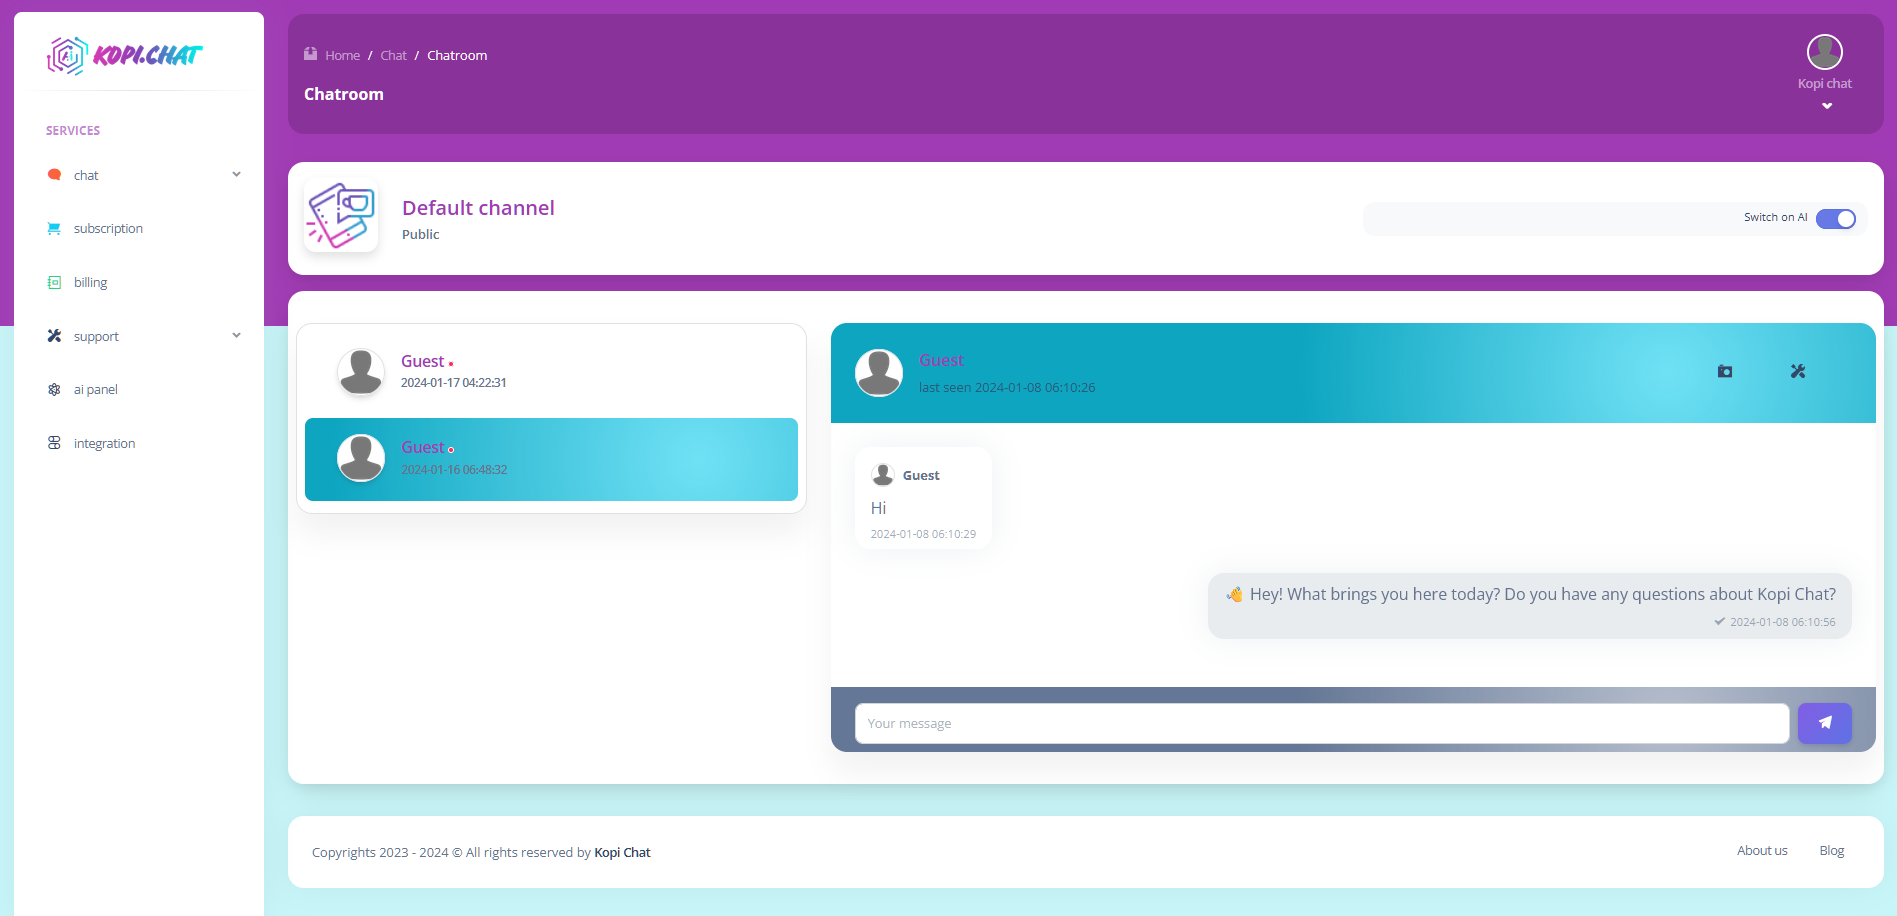 Ai KOPI.CHAT
SERVICES
chat
subscription
billing
support
ai panel
integration
Home / Chat / Chatroom
Chatroom
Kopi chat
Default channel
Public
Switch on AI
Guest
2024-01-17 04:22:31
Guest
2024-01-16 06:48:32
Guest
last seen 2024-01-08 06:10:26
Guest
Hi
2024-01-08 06:10:29
👋 Hey! What brings you here today? Do you have any questions about Kopi Chat?
2024-01-08 06:10:56
Your message
Copyrights 2023 - 2024 © All rights reserved by Kopi Chat
About us
Blog